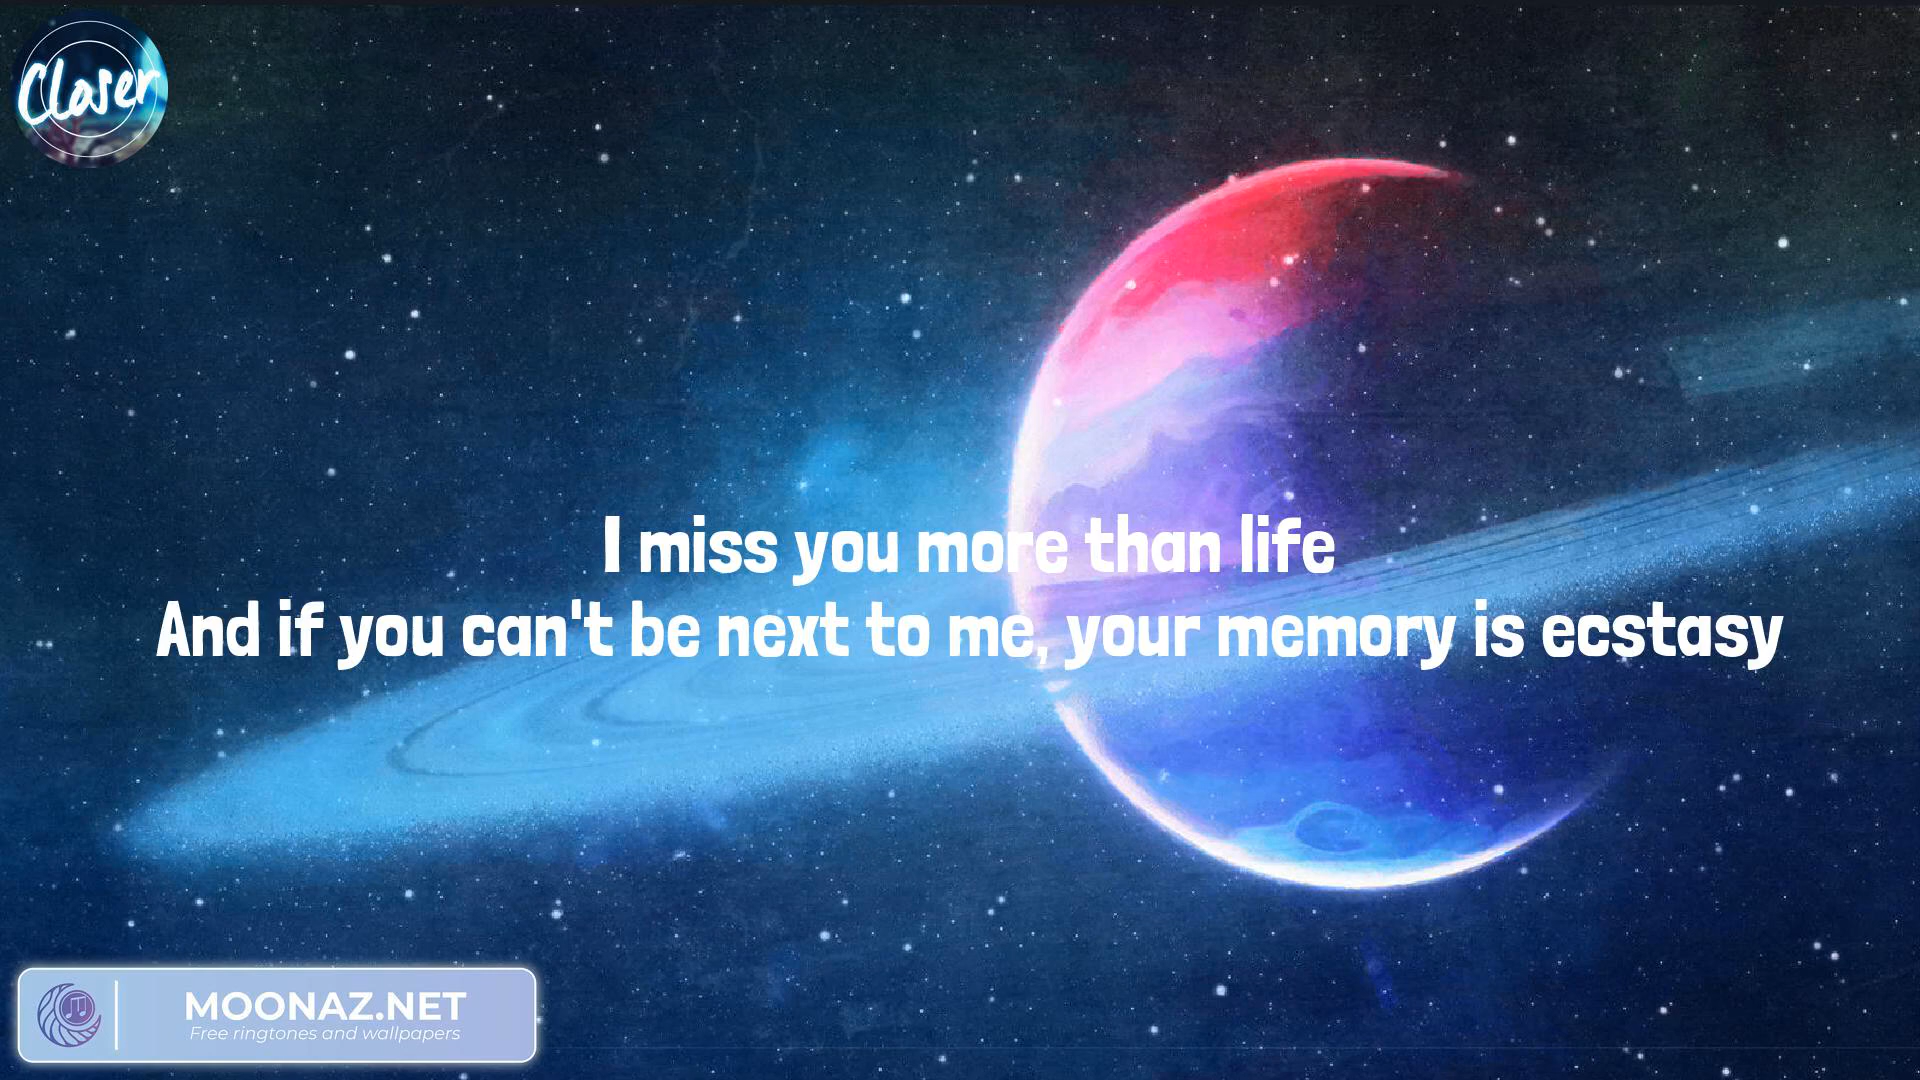 Closer
I miss you more than life
And if you can't be next to me, your memory is ecstasy
MOONAZ.NET
Free ringtones and wallpapers